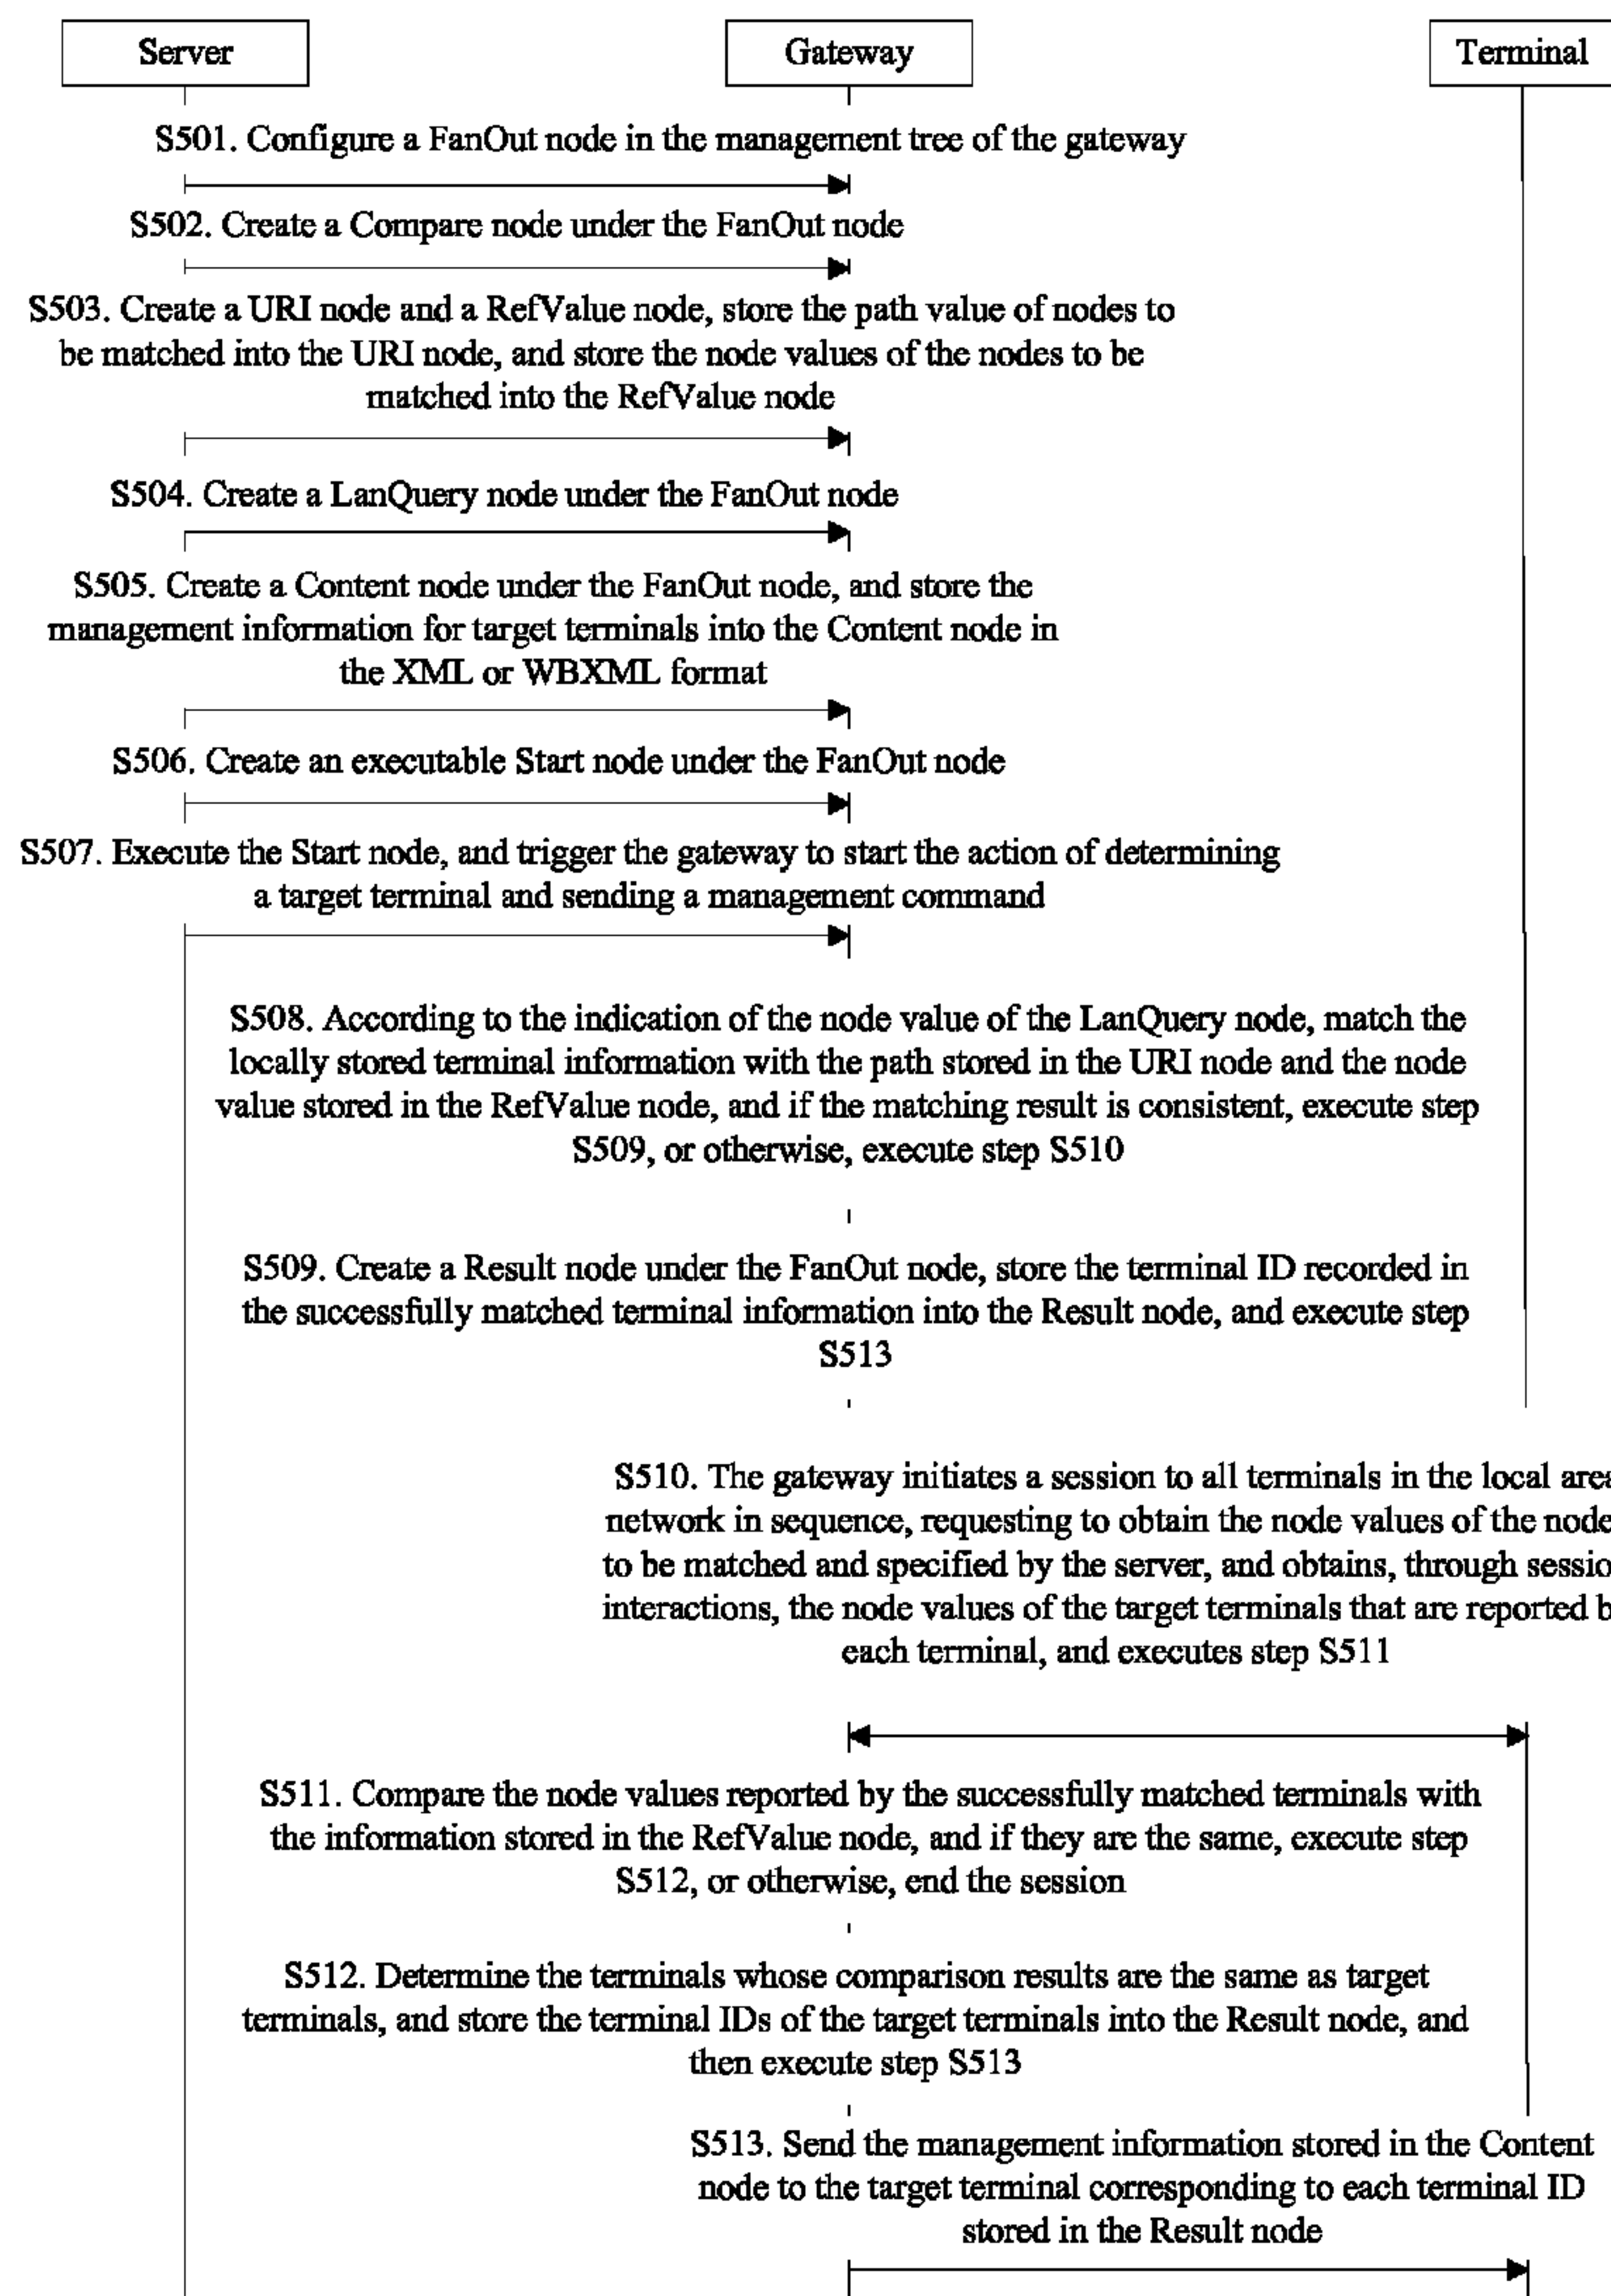 Server
Gateway
Terminal
S501. Configure a FanOut node in the management tree of the gateway
S502. Create a Compare node under the FanOut node
S503. Create a URI node and a RefValue node, store the path value of nodes to
be matched into the URI node, and store the node values of the nodes to be
matched into the RefValue node
S504. Create a LanQuery node under the FanOut node
S505. Create a Content node under the FanOut node, and store the
management information for target terminals into the Content node in
the XML or WBXML format
S506. Create an executable Start node under the FanOut node
S507. Execute the Start node, and trigger the gateway to start the action of determining
a target terminal and sending a management command
S508. According to the indication of the node value of the LanQuery node, match the
locally stored terminal information with the path stored in the URI node and the node
value stored in the RefValue node, and if the matching result is consistent, execute step
S509, or otherwise, execute step S510
S509. Create a Result node under the FanOut node, store the terminal ID recorded in
the successfully matched terminal information into the Result node, and execute step
S513
S510. The gateway initiates a session to all terminals in the local area
network in sequence, requesting to obtain the node values of the node
to be matched and specified by the server, and obtains, through sessio
interactions, the node values of the target terminals that are reported b
each terminal, and executes step S511
S511. Compare the node values reported by the successfully matched terminals with
the information stored in the RefValue node, and if they are the same, execute step
S512, or otherwise, end the session
S512. Determine the terminals whose comparison results are the same as target
terminals, and store the terminal IDs of the target terminals into the Result node, and
then execute step S513
S513. Send the management information stored in the Content
node to the target terminal corresponding to each terminal ID
stored in the Result node